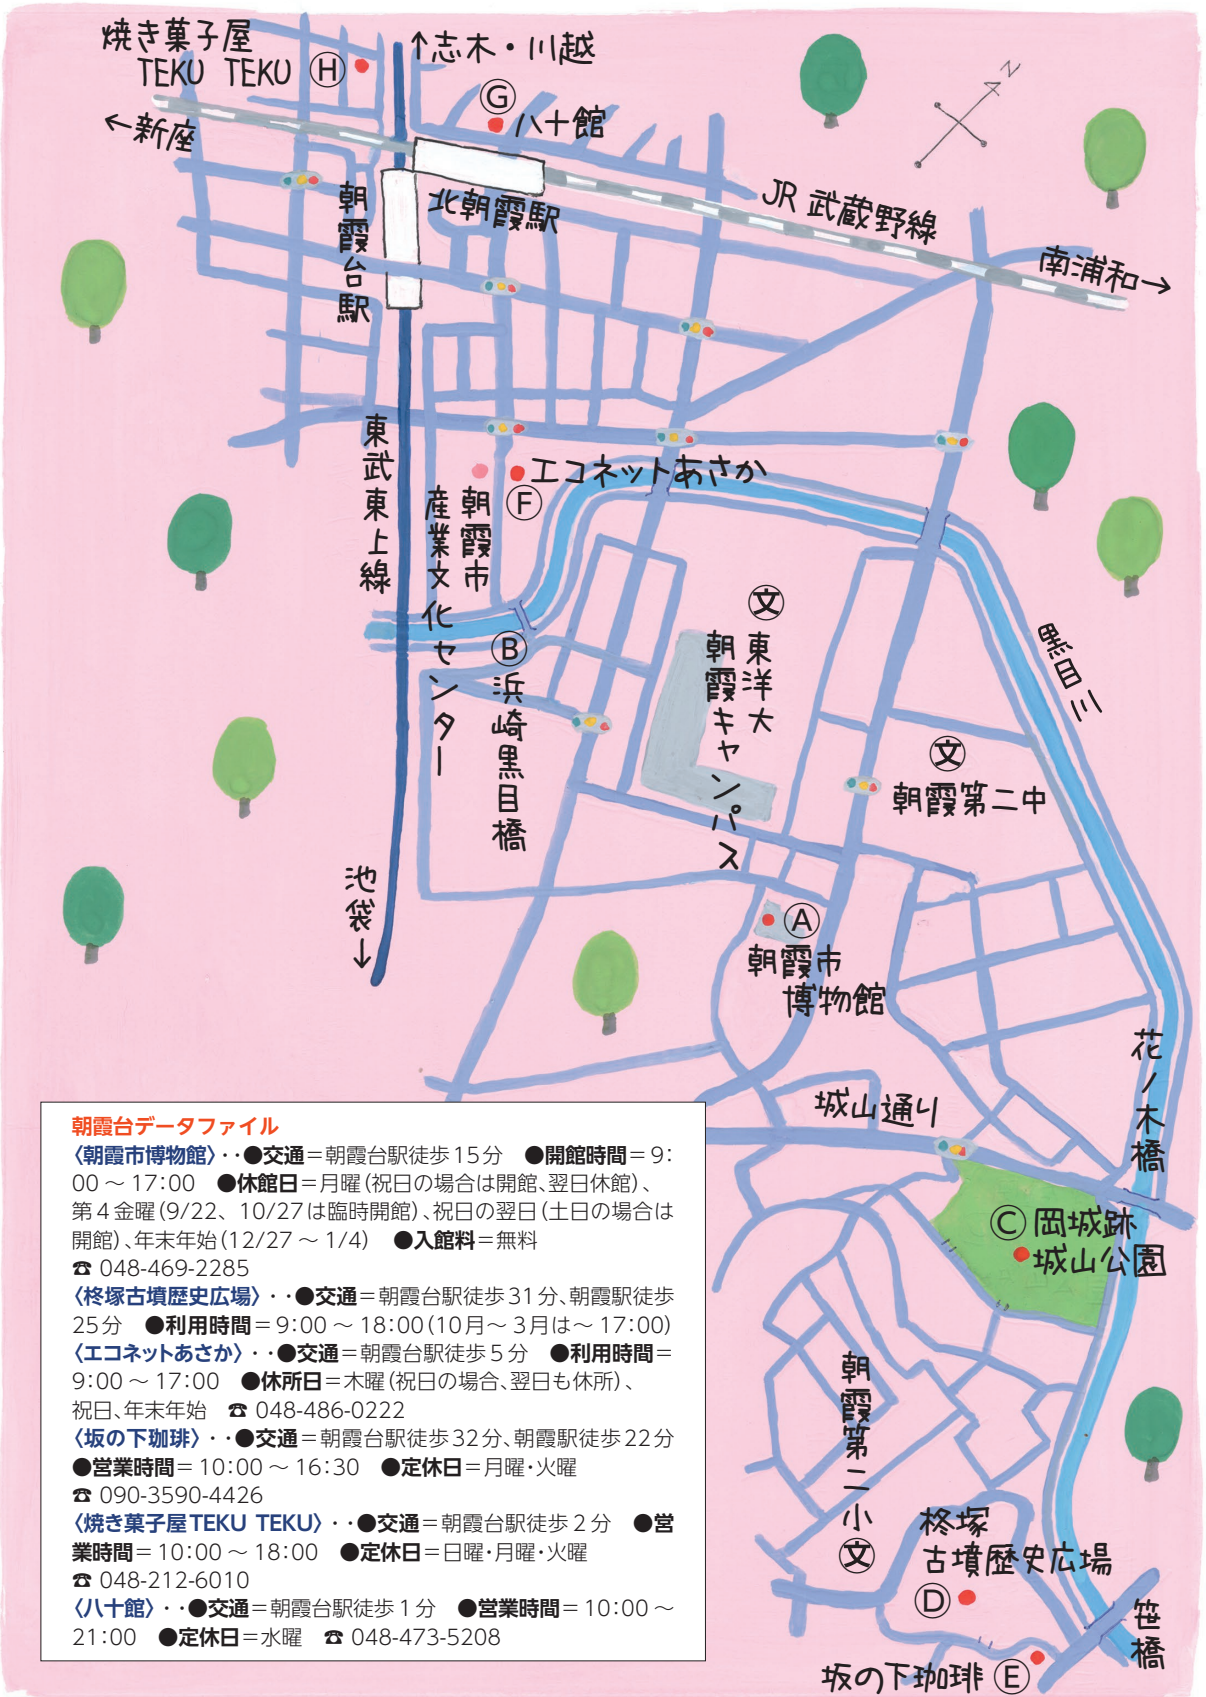 焼き菓子屋
TEKU TEKU Ⓗ
↑志木・川越
Ⓖ
八十館
←新座
N
朝霞台駅
北朝霞駅
JR 武蔵野線
南浦和→
東武東上線
エコネットあさか
Ⓕ
朝霞市
産業文化センター
Ⓑ
浜崎黒目橋
文
東洋大
朝霞キャンパス
黒目川
文
朝霞第二中
池袋↓
Ⓐ
朝霞市
博物館
花ノ木橋
城山通り
Ⓒ岡城跡
城山公園
朝霞第二小
文
柊塚
古墳歴史広場
Ⓓ
笹橋
坂の下珈琲 Ⓔ
朝霞台データファイル
〈朝霞市博物館〉・・●交通＝朝霞台駅徒歩15分 ●開館時間＝9：
00～17：00 ●休館日＝月曜（祝日の場合は開館、翌日休館）、
第4金曜（9/22、10/27は臨時開館）、祝日の翌日（土日の場合は
開館）、年末年始（12/27～1/4） ●入館料＝無料
☎ 048-469-2285
〈柊塚古墳歴史広場〉・・●交通＝朝霞台駅徒歩31分、朝霞駅徒歩
25分 ●利用時間＝9：00～18：00（10月～3月は～17：00）
〈エコネットあさか〉・・●交通＝朝霞台駅徒歩5分 ●利用時間＝
9：00～17：00 ●休所日＝木曜（祝日の場合、翌日も休所）、
祝日、年末年始 ☎ 048-486-0222
〈坂の下珈琲〉・・●交通＝朝霞台駅徒歩32分、朝霞駅徒歩22分
●営業時間＝10：00～16：30 ●定休日＝月曜・火曜
☎ 090-3590-4426
〈焼き菓子屋TEKU TEKU〉・・●交通＝朝霞台駅徒歩2分 ●営
業時間＝10：00～18：00 ●定休日＝日曜・月曜・火曜
☎ 048-212-6010
〈八十館〉・・●交通＝朝霞台駅徒歩1分 ●営業時間＝10：00～
21：00 ●定休日＝水曜 ☎ 048-473-5208